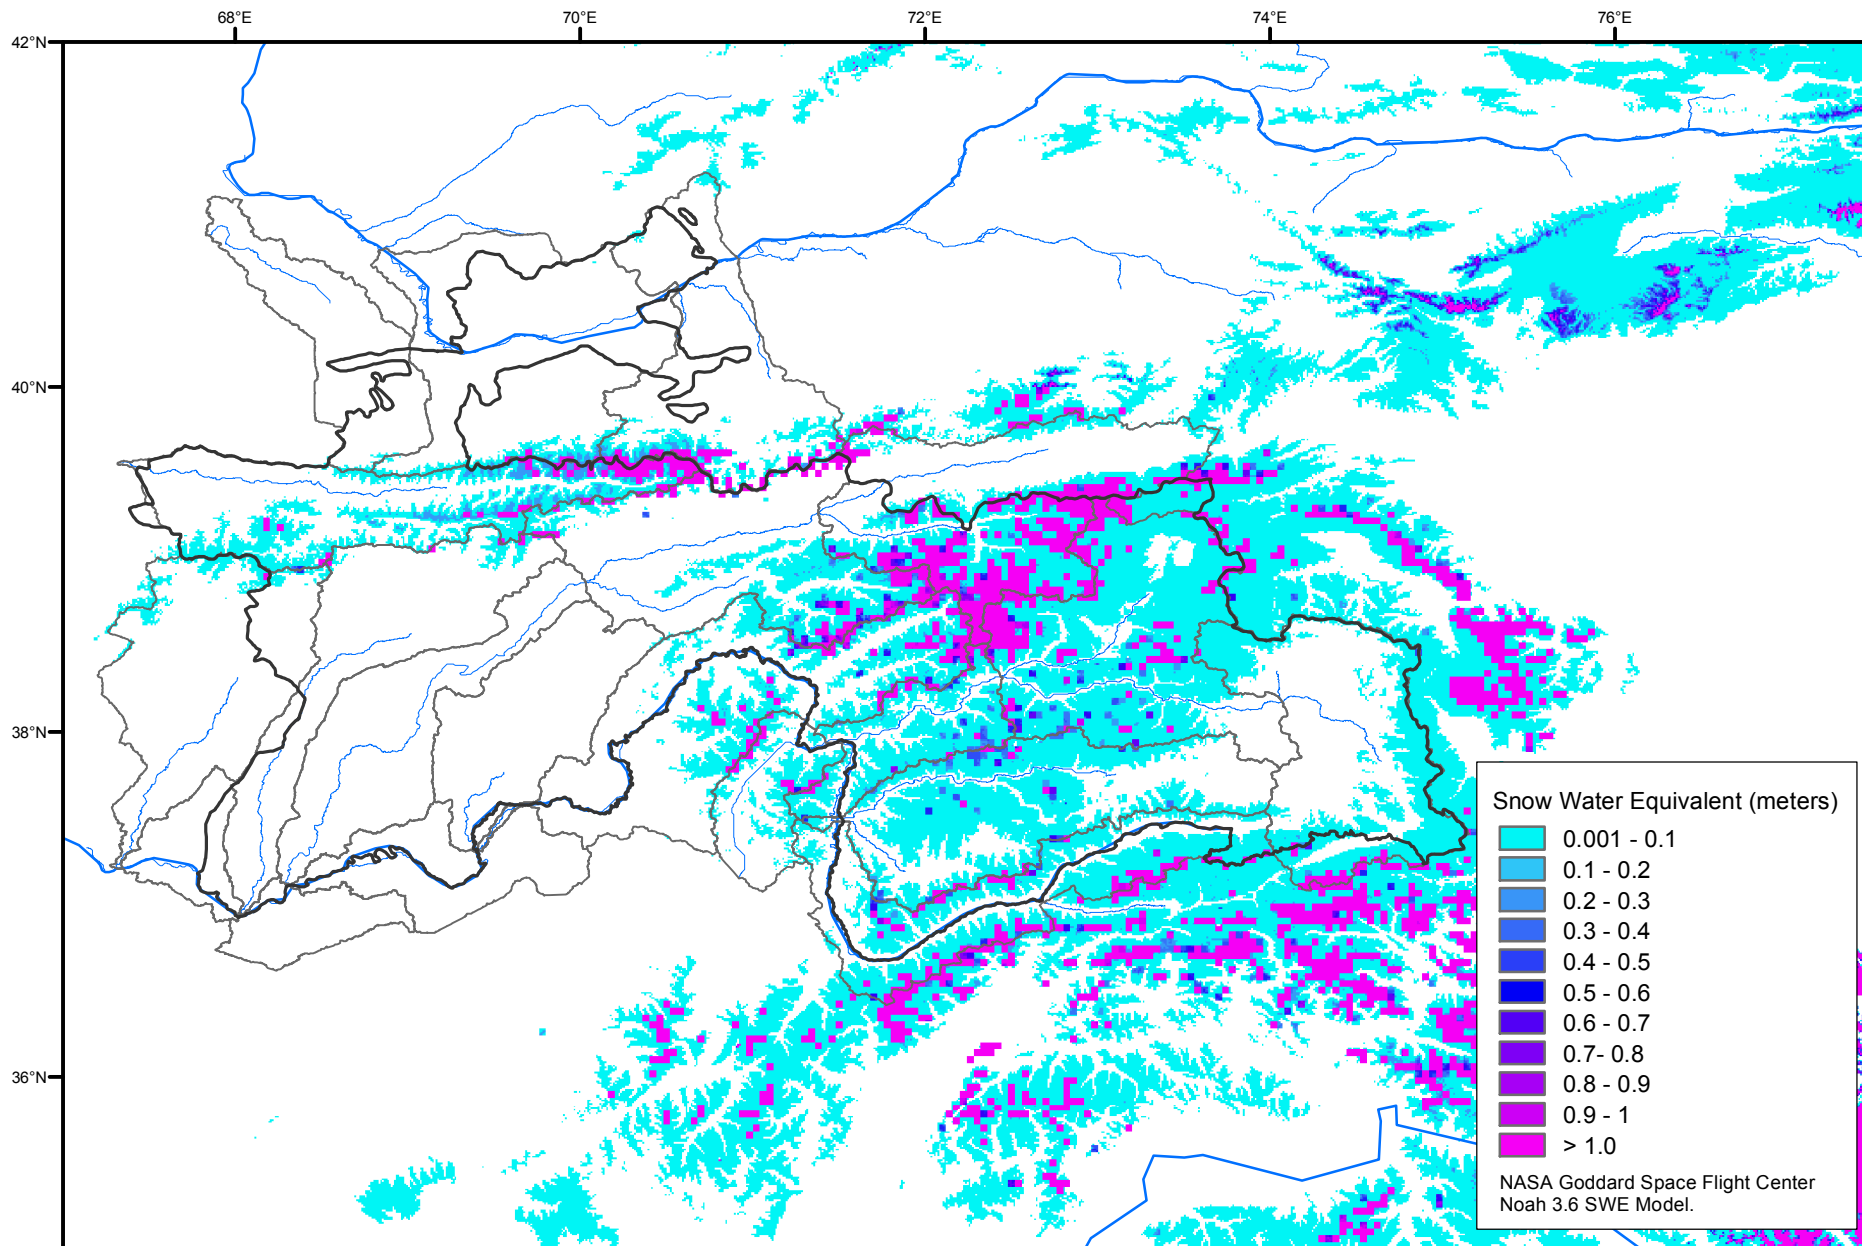 68°E
70°E
72°E
74°E
76°E
42°N
40°N
38°N
36°N
Snow Water Equivalent (meters)
0.001 - 0.1
0.1 - 0.2
0.2 - 0.3
0.3 - 0.4
0.4 - 0.5
0.5 - 0.6
0.6 - 0.7
0.7- 0.8
0.8 - 0.9
0.9 - 1
> 1.0
NASA Goddard Space Flight Center
Noah 3.6 SWE Model.